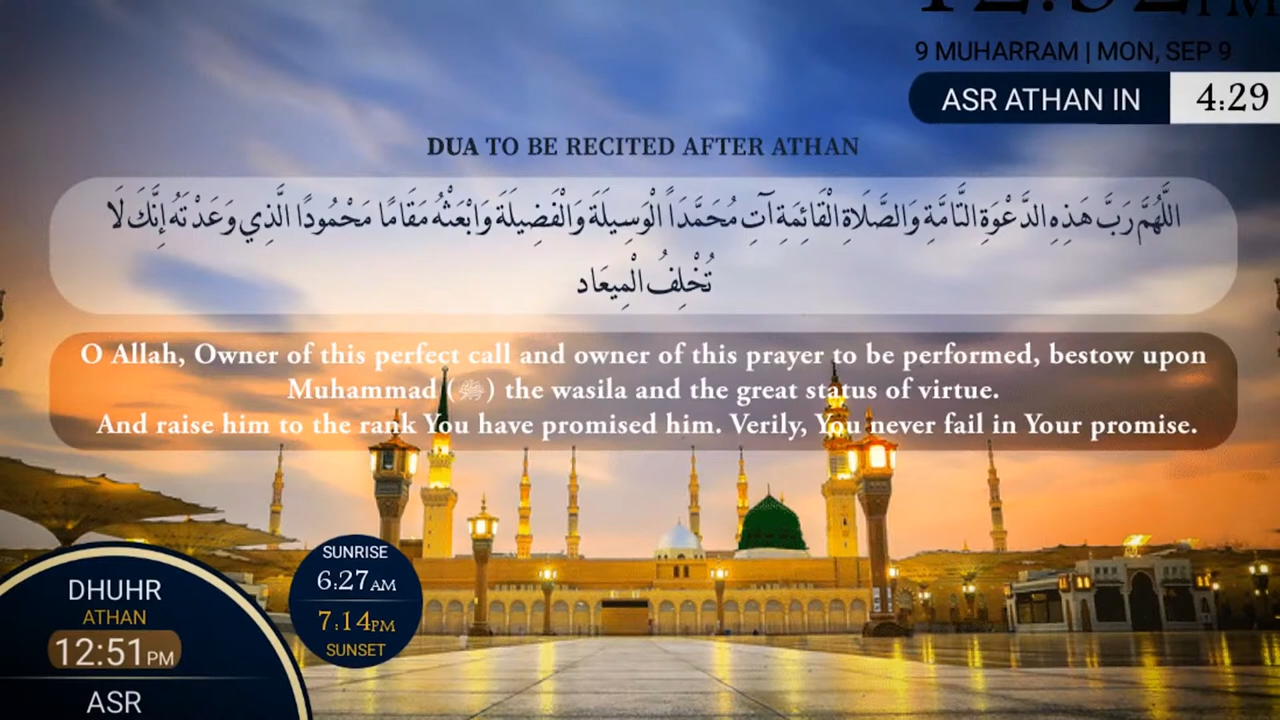 12:52PM
9 MUHARRAM | MON, SEP 9
ASR ATHAN IN 4:29
DUA TO BE RECITED AFTER ATHAN
اللَّهُمَّ رَبَّ هَذِهِ الدَّعْوَةِ التَّامَّةِ وَالصَّلَاةِ الْقَائِمَةِ آتِ مُحَمَّدَاً الْوَسِيلَةَ وَالْفَضِيلَةَ وَابْعَثْهُ مَقَامًا مَحْمُودًا الَّذِي وَعَدْتَهُ إِنَّكَ لَا
تُخْلِفُ الْمِيعَاد
O Allah, Owner of this perfect call and owner of this prayer to be performed, bestow upon
Muhammad (ﷺ) the wasila and the great status of virtue.
And raise him to the rank You have promised him. Verily, You never fail in Your promise.
SUNRISE
6:27AM
7:14PM
SUNSET
DHUHR
ATHAN
12:51PM
ASR